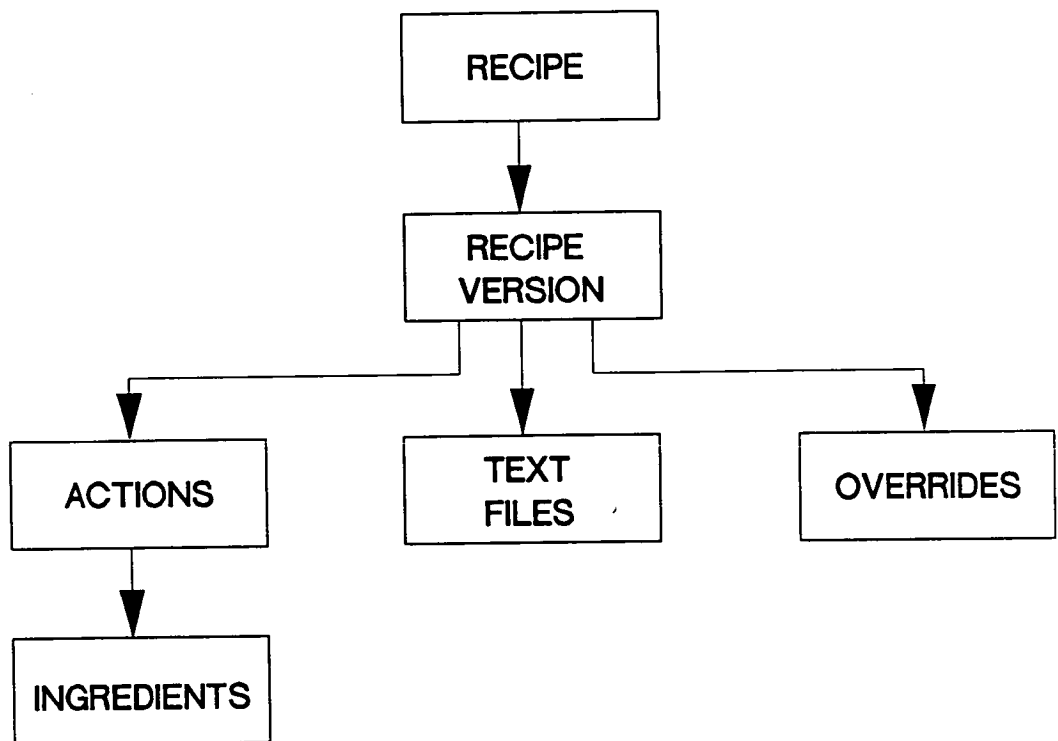 RECIPE
RECIPE
VERSION
ACTIONS
TEXT
FILES
OVERRIDES
INGREDIENTS